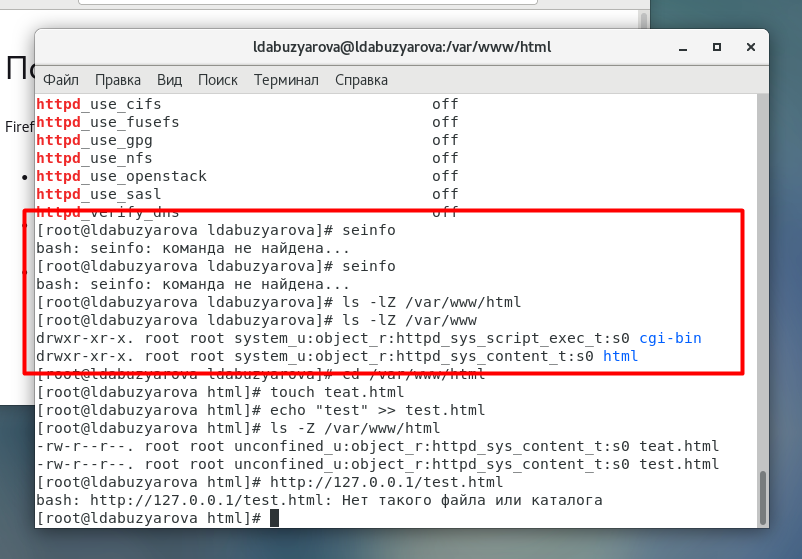 ldabuzyarova@ldabuzyarova:/var/www/html
Файл Правка Вид Поиск Терминал Справка
httpd_use_cifs off
httpd_use_fusefs off
httpd_use_gpg off
httpd_use_nfs off
httpd_use_openstack off
httpd_use_sasl off
httpd_verify_dns off
[root@ldabuzyarova ldabuzyarova]# seinfo
bash: seinfo: команда не найдена...
[root@ldabuzyarova ldabuzyarova]# seinfo
bash: seinfo: команда не найдена...
[root@ldabuzyarova ldabuzyarova]# ls -lZ /var/www/html
[root@ldabuzyarova ldabuzyarova]# ls -lZ /var/www
drwxr-xr-x. root root system_u:object_r:httpd_sys_script_exec_t:s0 cgi-bin
drwxr-xr-x. root root system_u:object_r:httpd_sys_content_t:s0 html
[root@ldabuzyarova ldabuzyarova]# cd /var/www/html
[root@ldabuzyarova html]# touch teat.html
[root@ldabuzyarova html]# echo "test" >> test.html
[root@ldabuzyarova html]# ls -Z /var/www/html
-rw-r--r--. root root unconfined_u:object_r:httpd_sys_content_t:s0 teat.html
-rw-r--r--. root root unconfined_u:object_r:httpd_sys_content_t:s0 test.html
[root@ldabuzyarova html]# http://127.0.0.1/test.html
bash: http://127.0.0.1/test.html: Нет такого файла или каталога
[root@ldabuzyarova html]#